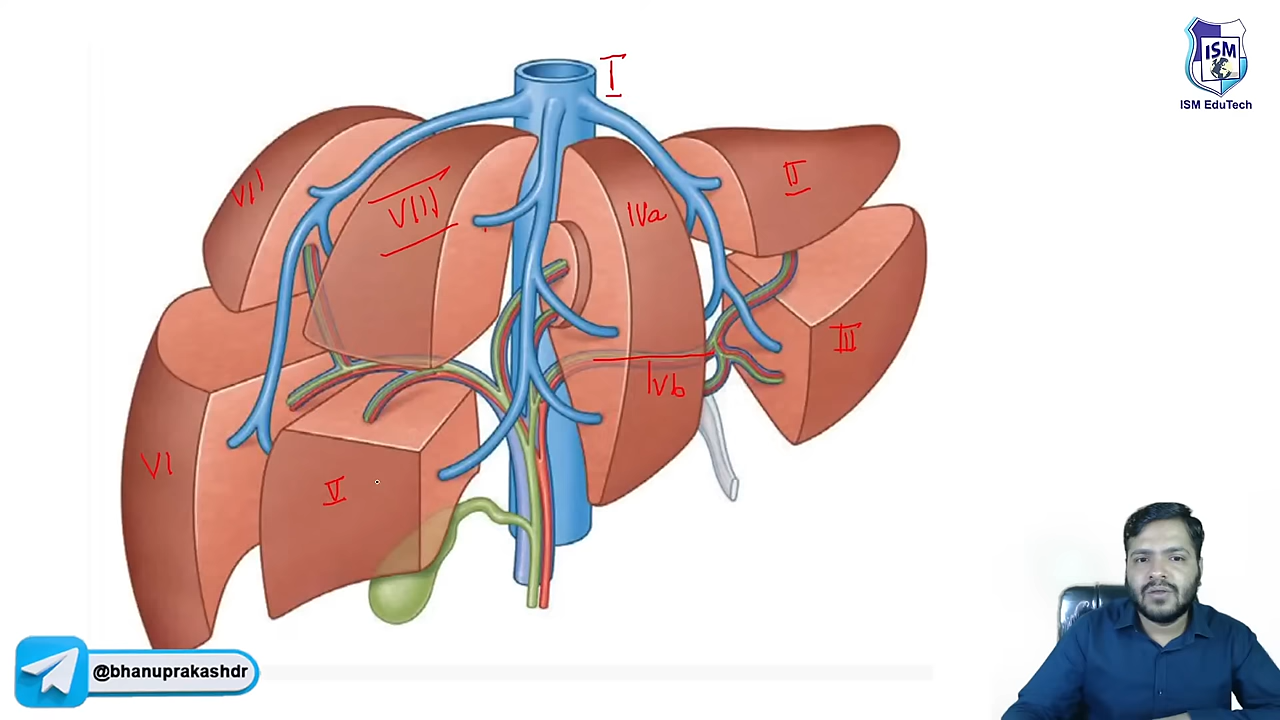 I
ISM
ISM EduTech
VII
VIII
IVa
II
III
IVb
VI
V
@bhanuprakashdr